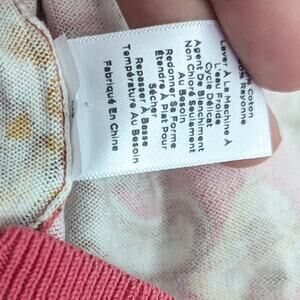 Coton
% Rayonne
Laver À La Machine À
L'eau Froide
Cycle Délicat
Agent De Blanchiment
Non Chloré Seulement
Au Besoin
Redonner Sa Forme
Étendre À Plat Pour
Sécher
Repasser À Basse
Température Au Besoin
Fabriqué En Chine